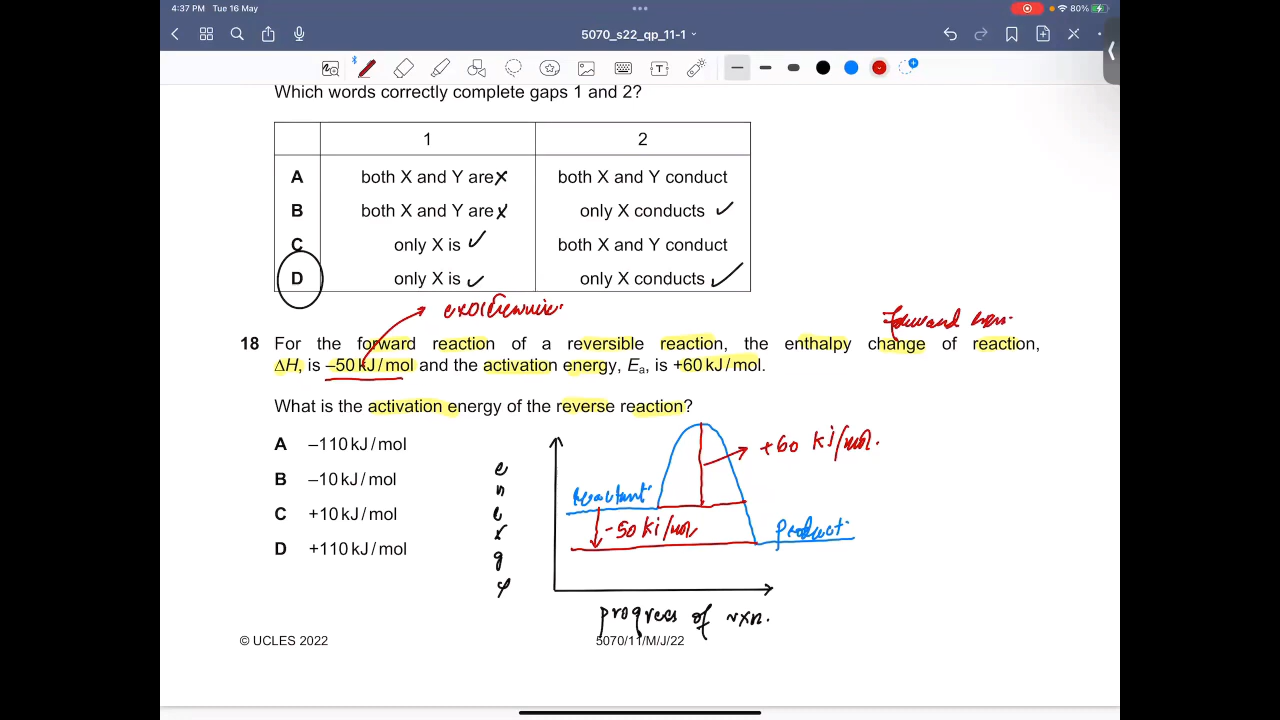 4:37 PM Tue 16 May
80%
5070_s22_qp_11-1
Which words correctly complete gaps 1 and 2?
1 2
A both X and Y are x both X and Y conduct
B both X and Y are x only X conducts ✓
C only X is ✓ both X and Y conduct
D only X is ✓ only X conducts ✓
exothermic
forward
18 For the forward reaction of a reversible reaction, the enthalpy change of reaction,
ΔH, is –50 kJ/mol and the activation energy, Ea, is +60 kJ/mol.
What is the activation energy of the reverse reaction?
A –110 kJ/mol
B –10 kJ/mol
C +10 kJ/mol
D +110 kJ/mol
energy
+60 kJ/mol.
reactant
-50 kJ/mol
product
progress of rxn.
© UCLES 2022
5070/11/M/J/22